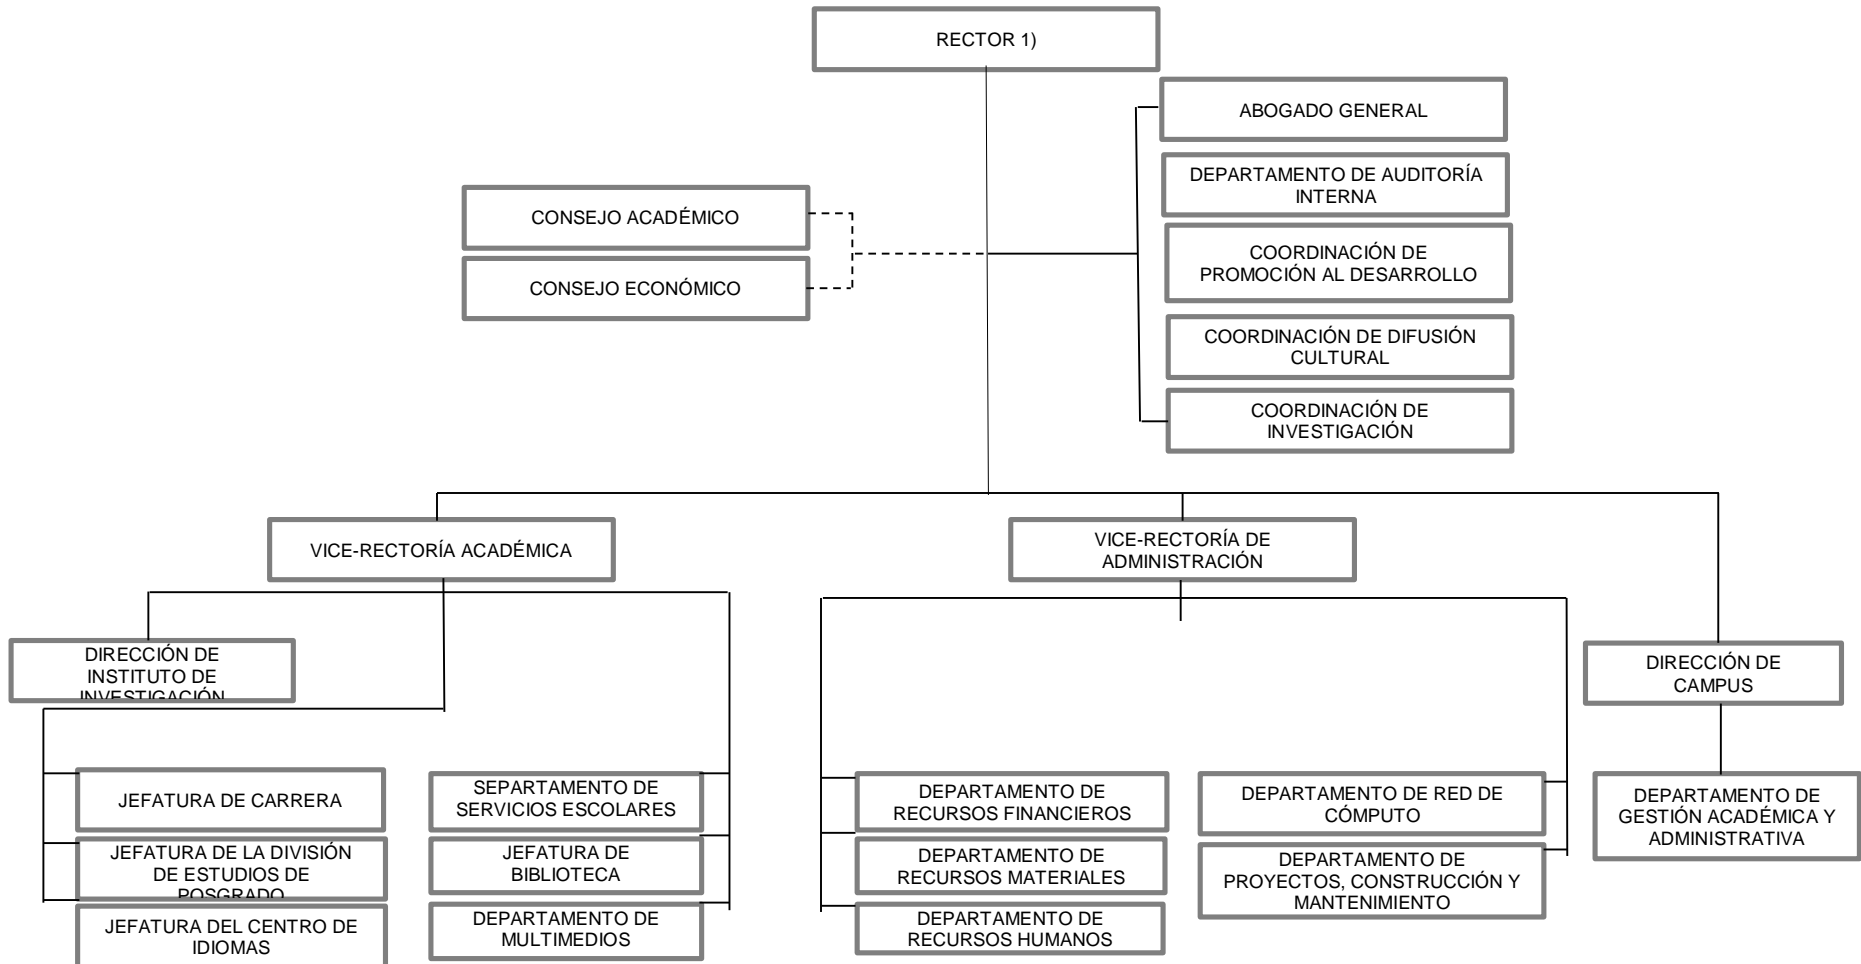 RECTOR 1)
ABOGADO GENERAL
DEPARTAMENTO DE AUDITORÍA
INTERNA
CONSEJO ACADÉMICO
CONSEJO ECONÓMICO
COORDINACIÓN DE
PROMOCIÓN AL DESARROLLO
COORDINACIÓN DE DIFUSIÓN
CULTURAL
COORDINACIÓN DE
INVESTIGACIÓN
VICE-RECTORÍA ACADÉMICA
VICE-RECTORÍA DE
ADMINISTRACIÓN
DIRECCIÓN DE
INSTITUTO DE
INVESTIGACIÓN
DIRECCIÓN DE
CAMPUS
JEFATURA DE CARRERA
JEFATURA DE LA DIVISIÓN
DE ESTUDIOS DE
POSGRADO
JEFATURA DEL CENTRO DE
IDIOMAS
SEPARTAMENTO DE
SERVICIOS ESCOLARES
JEFATURA DE
BIBLIOTECA
DEPARTAMENTO DE
MULTIMEDIOS
DEPARTAMENTO DE
RECURSOS FINANCIEROS
DEPARTAMENTO DE
RECURSOS MATERIALES
DEPARTAMENTO DE
RECURSOS HUMANOS
DEPARTAMENTO DE RED DE
CÓMPUTO
DEPARTAMENTO DE
PROYECTOS, CONSTRUCCIÓN Y
MANTENIMIENTO
DEPARTAMENTO DE
GESTIÓN ACADÉMICA Y
ADMINISTRATIVA